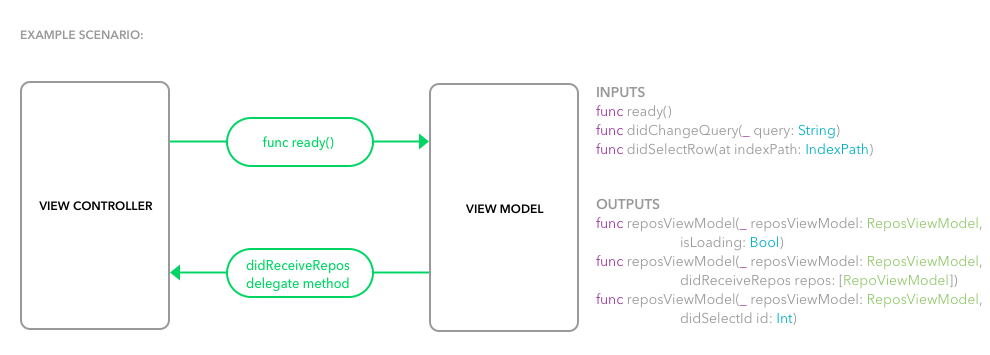 EXAMPLE SCENARIO:
VIEW CONTROLLER
func ready()
didReceiveRepos
delegate method
VIEW MODEL
INPUTS
func ready()
func didChangeQuery(_ query: String)
func didSelectRow(at indexPath: IndexPath)
OUTPUTS
func reposViewModel(_ reposViewModel: ReposViewModel,
isLoading: Bool)
func reposViewModel(_ reposViewModel: ReposViewModel,
didReceiveRepos repos: [RepoViewModel])
func reposViewModel(_ reposViewModel: ReposViewModel,
didSelectId id: Int)